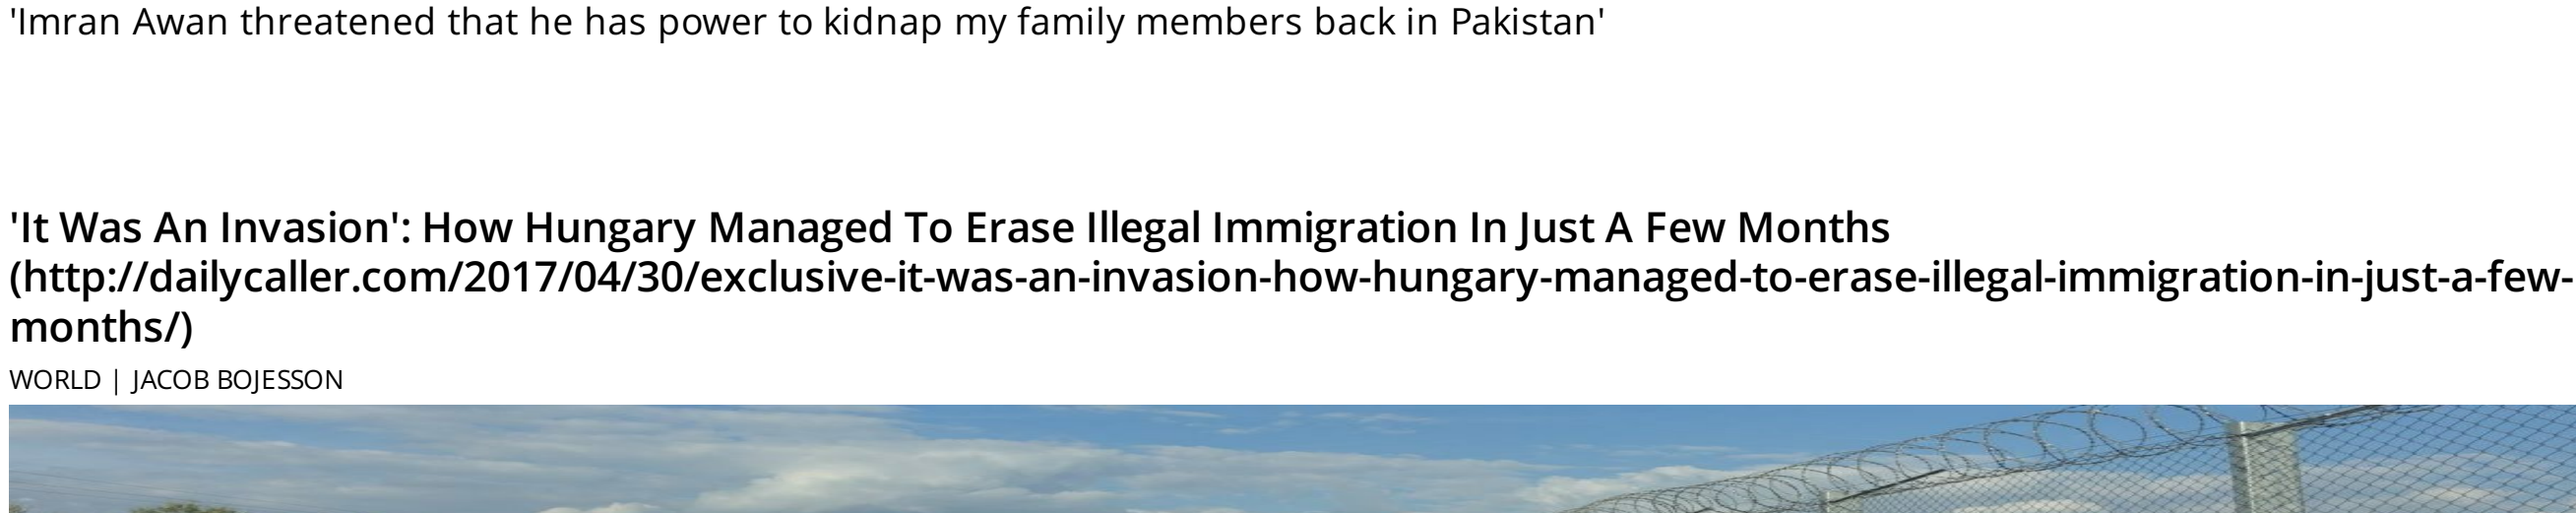 'Imran Awan threatened that he has power to kidnap my family members back in Pakistan'
'It Was An Invasion': How Hungary Managed To Erase Illegal Immigration In Just A Few Months
(http://dailycaller.com/2017/04/30/exclusive-it-was-an-invasion-how-hungary-managed-to-erase-illegal-immigration-in-just-a-few-
months/)
WORLD | JACOB BOJESSON